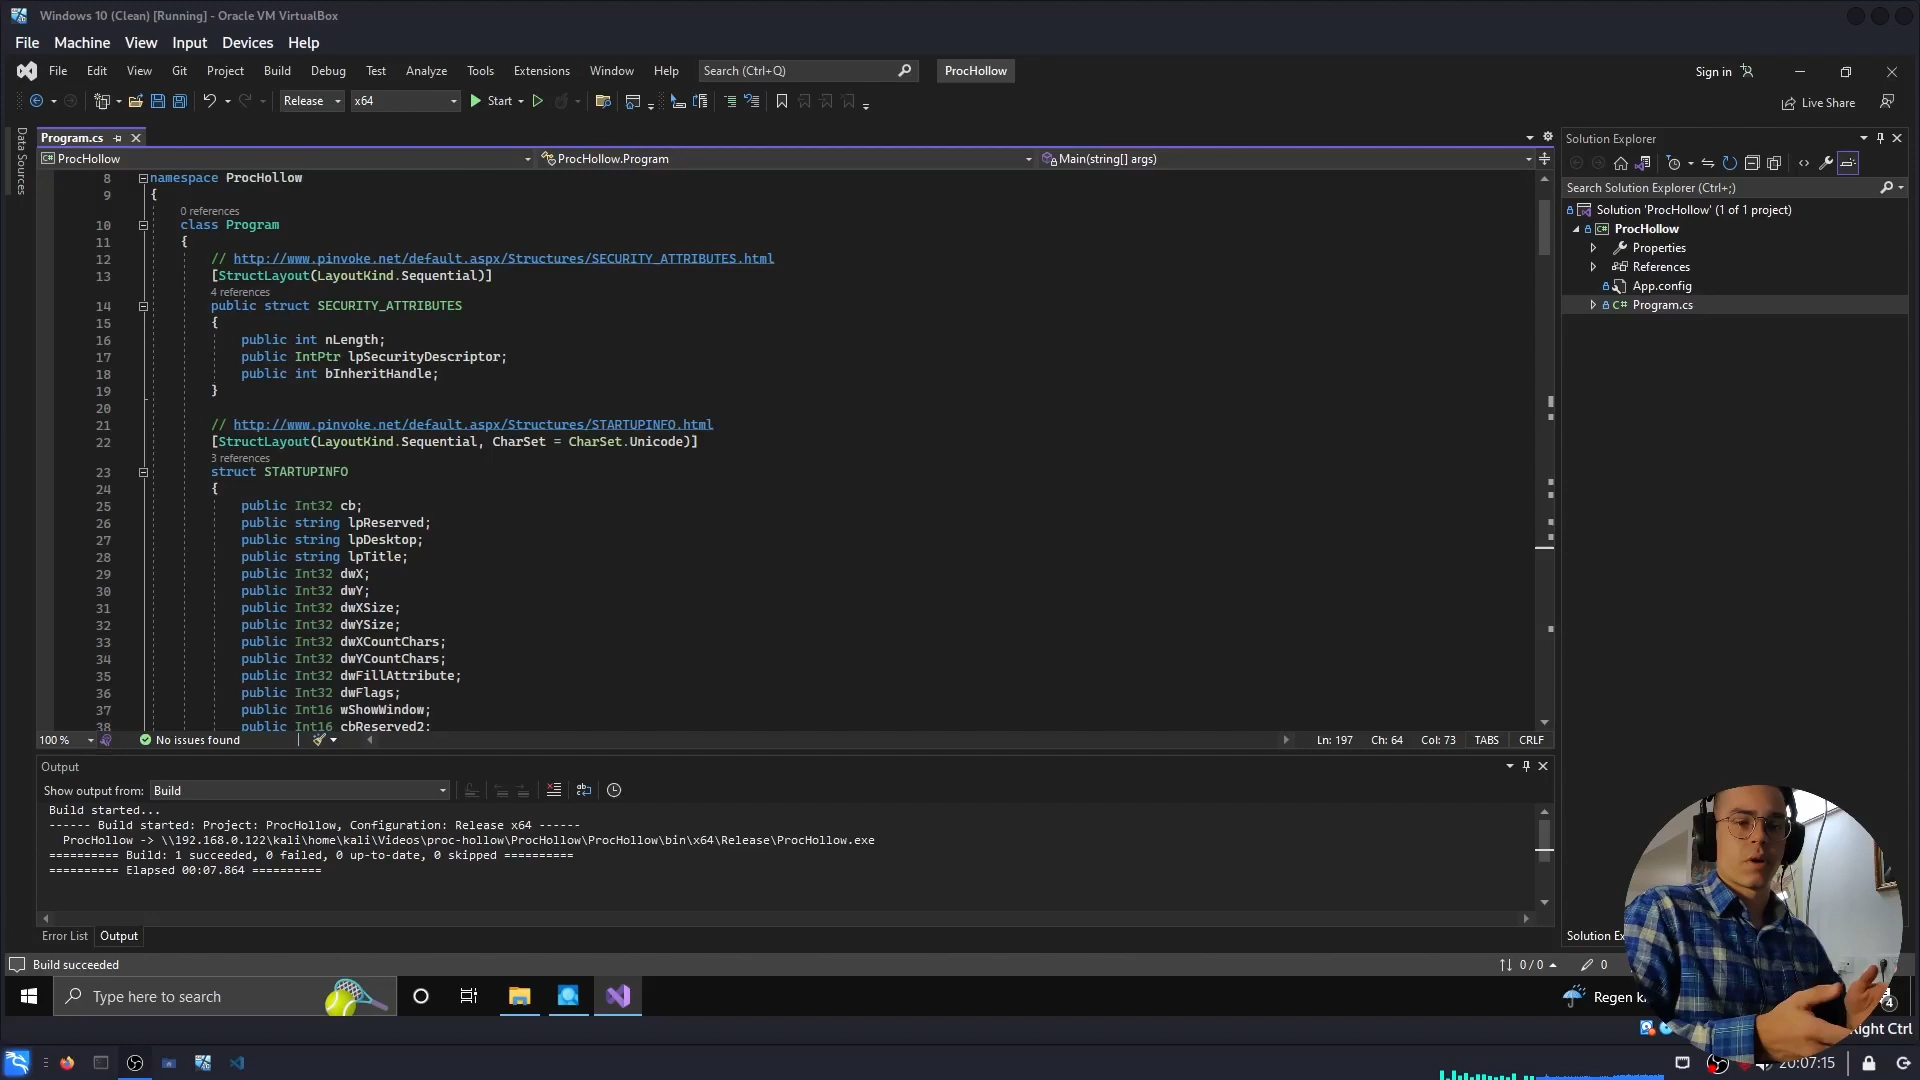 Windows 10 (Clean) [Running] - Oracle VM VirtualBox
File Machine View Input Devices Help
File Edit View Git Project Build Debug Test Analyze Tools Extensions Window Help Search (Ctrl+Q) ProcHollow Sign in
Release x64 Start Live Share
Data Sources
Program.cs
ProcHollow ProcHollow.Program Main(string[] args)
8 namespace ProcHollow
9 {
0 references
10 class Program
11 {
12 // http://www.pinvoke.net/default.aspx/Structures/SECURITY_ATTRIBUTES.html
13 [StructLayout(LayoutKind.Sequential)]
4 references
14 public struct SECURITY_ATTRIBUTES
15 {
16 public int nLength;
17 public IntPtr lpSecurityDescriptor;
18 public int bInheritHandle;
19 }
20
21 // http://www.pinvoke.net/default.aspx/Structures/STARTUPINFO.html
22 [StructLayout(LayoutKind.Sequential, CharSet = CharSet.Unicode)]
3 references
23 struct STARTUPINFO
24 {
25 public Int32 cb;
26 public string lpReserved;
27 public string lpDesktop;
28 public string lpTitle;
29 public Int32 dwX;
30 public Int32 dwY;
31 public Int32 dwXSize;
32 public Int32 dwYSize;
33 public Int32 dwXCountChars;
34 public Int32 dwYCountChars;
35 public Int32 dwFillAttribute;
36 public Int32 dwFlags;
37 public Int16 wShowWindow;
38 public Int16 cbReserved2;
100 % No issues found Ln: 197 Ch: 64 Col: 73 TABS CRLF
Solution Explorer
Search Solution Explorer (Ctrl+;)
Solution 'ProcHollow' (1 of 1 project)
ProcHollow
Properties
References
App.config
Program.cs
Output
Show output from: Build
Build started...
------ Build started: Project: ProcHollow, Configuration: Release x64 ------
ProcHollow -> \\192.168.0.122\kali\home\kali\Videos\proc-hollow\ProcHollow\ProcHollow\bin\x64\Release\ProcHollow.exe
========== Build: 1 succeeded, 0 failed, 0 up-to-date, 0 skipped ==========
========== Elapsed 00:07.864 ==========
Error List Output
Solution
Build succeeded 0 / 0 0
Type here to search Regen
4
Right Ctrl
20:07:15